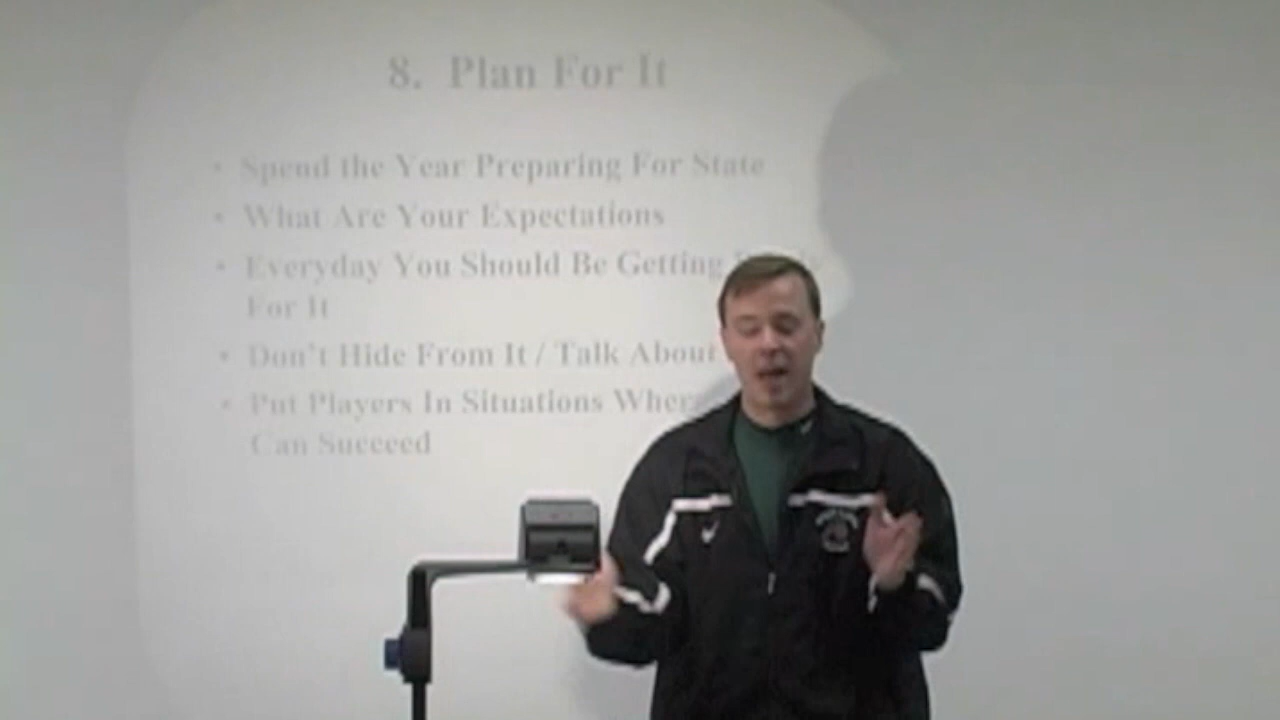 8. Plan For It
• Spend the Year Preparing For State
• What Are Your Expectations
• Everyday You Should Be Getting
For It
• Don't Hide From It / Talk About
• Put Players In Situations
Can Succeed